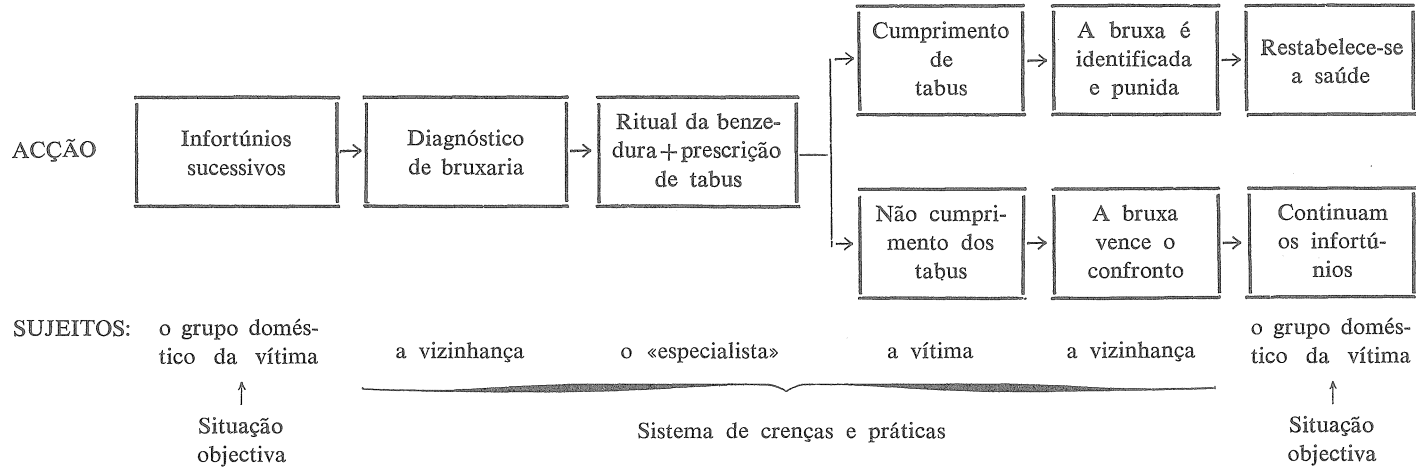 Cumprimento
de
tabus
A bruxa é
identificada
e punida
Restabelece-se
a saúde
ACÇÃO
Infortúnios
sucessivos
Diagnóstico
de bruxaria
Ritual da benze-
dura+prescrição
de tabus
Não cumpri-
mento dos
tabus
A bruxa
vence o
confronto
Continuam
os infortú-
nios
SUJEITOS:
o grupo domés-
tico da vítima
a vizinhança
o «especialista»
a vítima
a vizinhança
o grupo domés-
tico da vítima
Situação
objectiva
Sistema de crenças e práticas
Situação
objectiva